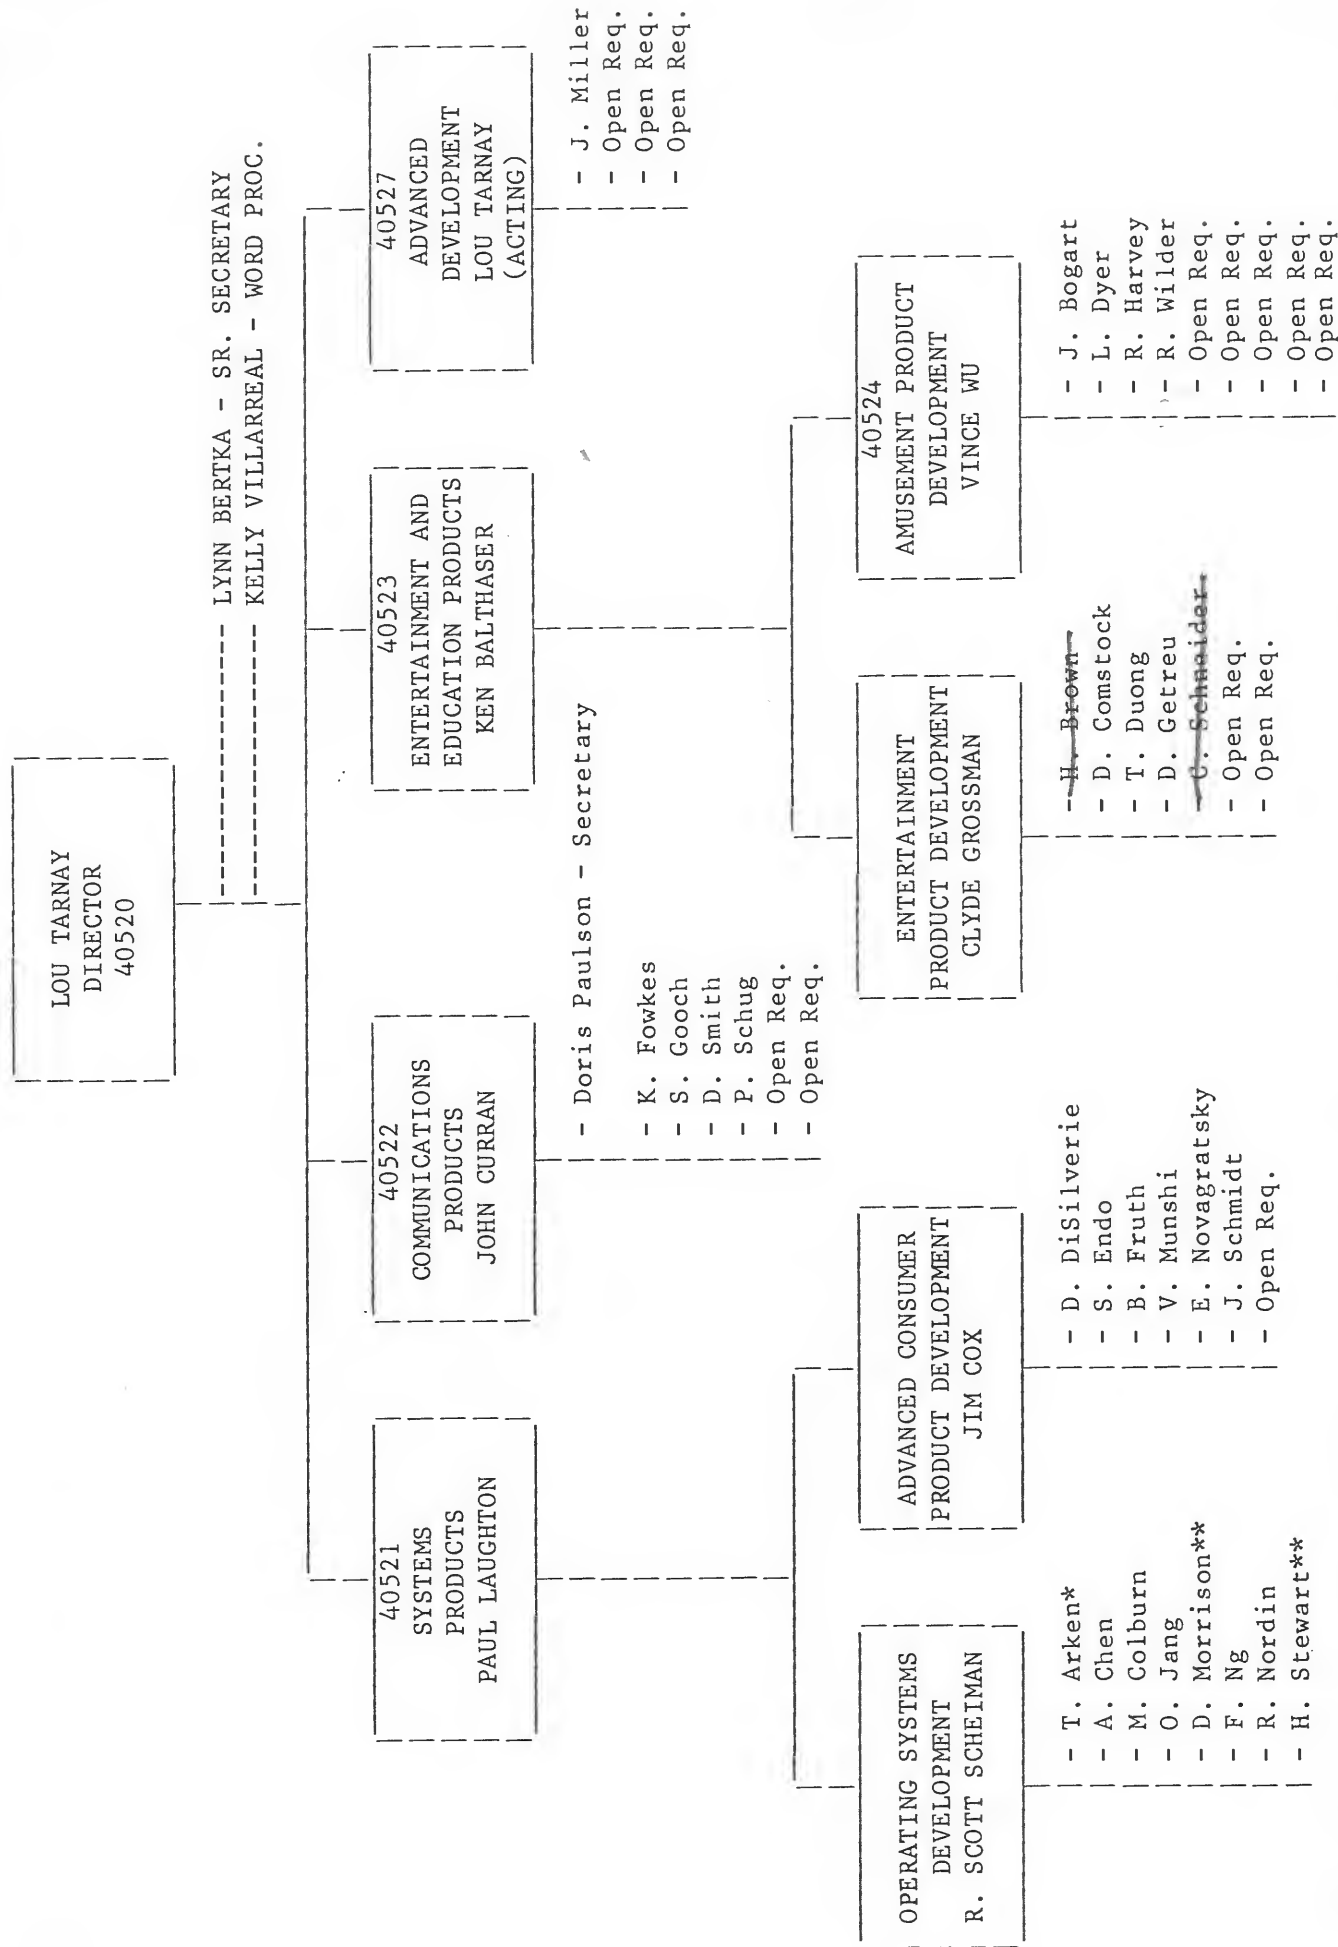 LOU TARNAY
DIRECTOR
40520
LYNN BERTKA - SR. SECRETARY
KELLY VILLARREAL - WORD PROC.
40521
SYSTEMS
PRODUCTS
PAUL LAUGHTON
40522
COMMUNICATIONS
PRODUCTS
JOHN CURRAN
40523
ENTERTAINMENT AND
EDUCATION PRODUCTS
KEN BALTHASER
40527
ADVANCED
DEVELOPMENT
LOU TARNAY
(ACTING)
- Doris Paulson - Secretary
- K. Fowkes
- S. Gooch
- D. Smith
- P. Schug
- Open Req.
- Open Req.
- J. Miller
- Open Req.
- Open Req.
- Open Req.
OPERATING SYSTEMS
DEVELOPMENT
R. SCOTT SCHEIMAN
ADVANCED CONSUMER
PRODUCT DEVELOPMENT
JIM COX
ENTERTAINMENT
PRODUCT DEVELOPMENT
CLYDE GROSSMAN
40524
AMUSEMENT PRODUCT
DEVELOPMENT
VINCE WU
- T. Arken*
- A. Chen
- M. Colburn
- O. Jang
- D. Morrison**
- F. Ng
- R. Nordin
- H. Stewart**
- D. DiSilverie
- S. Endo
- B. Fruth
- V. Munshi
- E. Novagratsky
- J. Schmidt
- Open Req.
- H. Brown
- D. Comstock
- T. Duong
- D. Getreu
- C. Schneider
- Open Req.
- Open Req.
- J. Bogart
- L. Dyer
- R. Harvey
- R. Wilder
- Open Req.
- Open Req.
- Open Req.
- Open Req.
- Open Req.